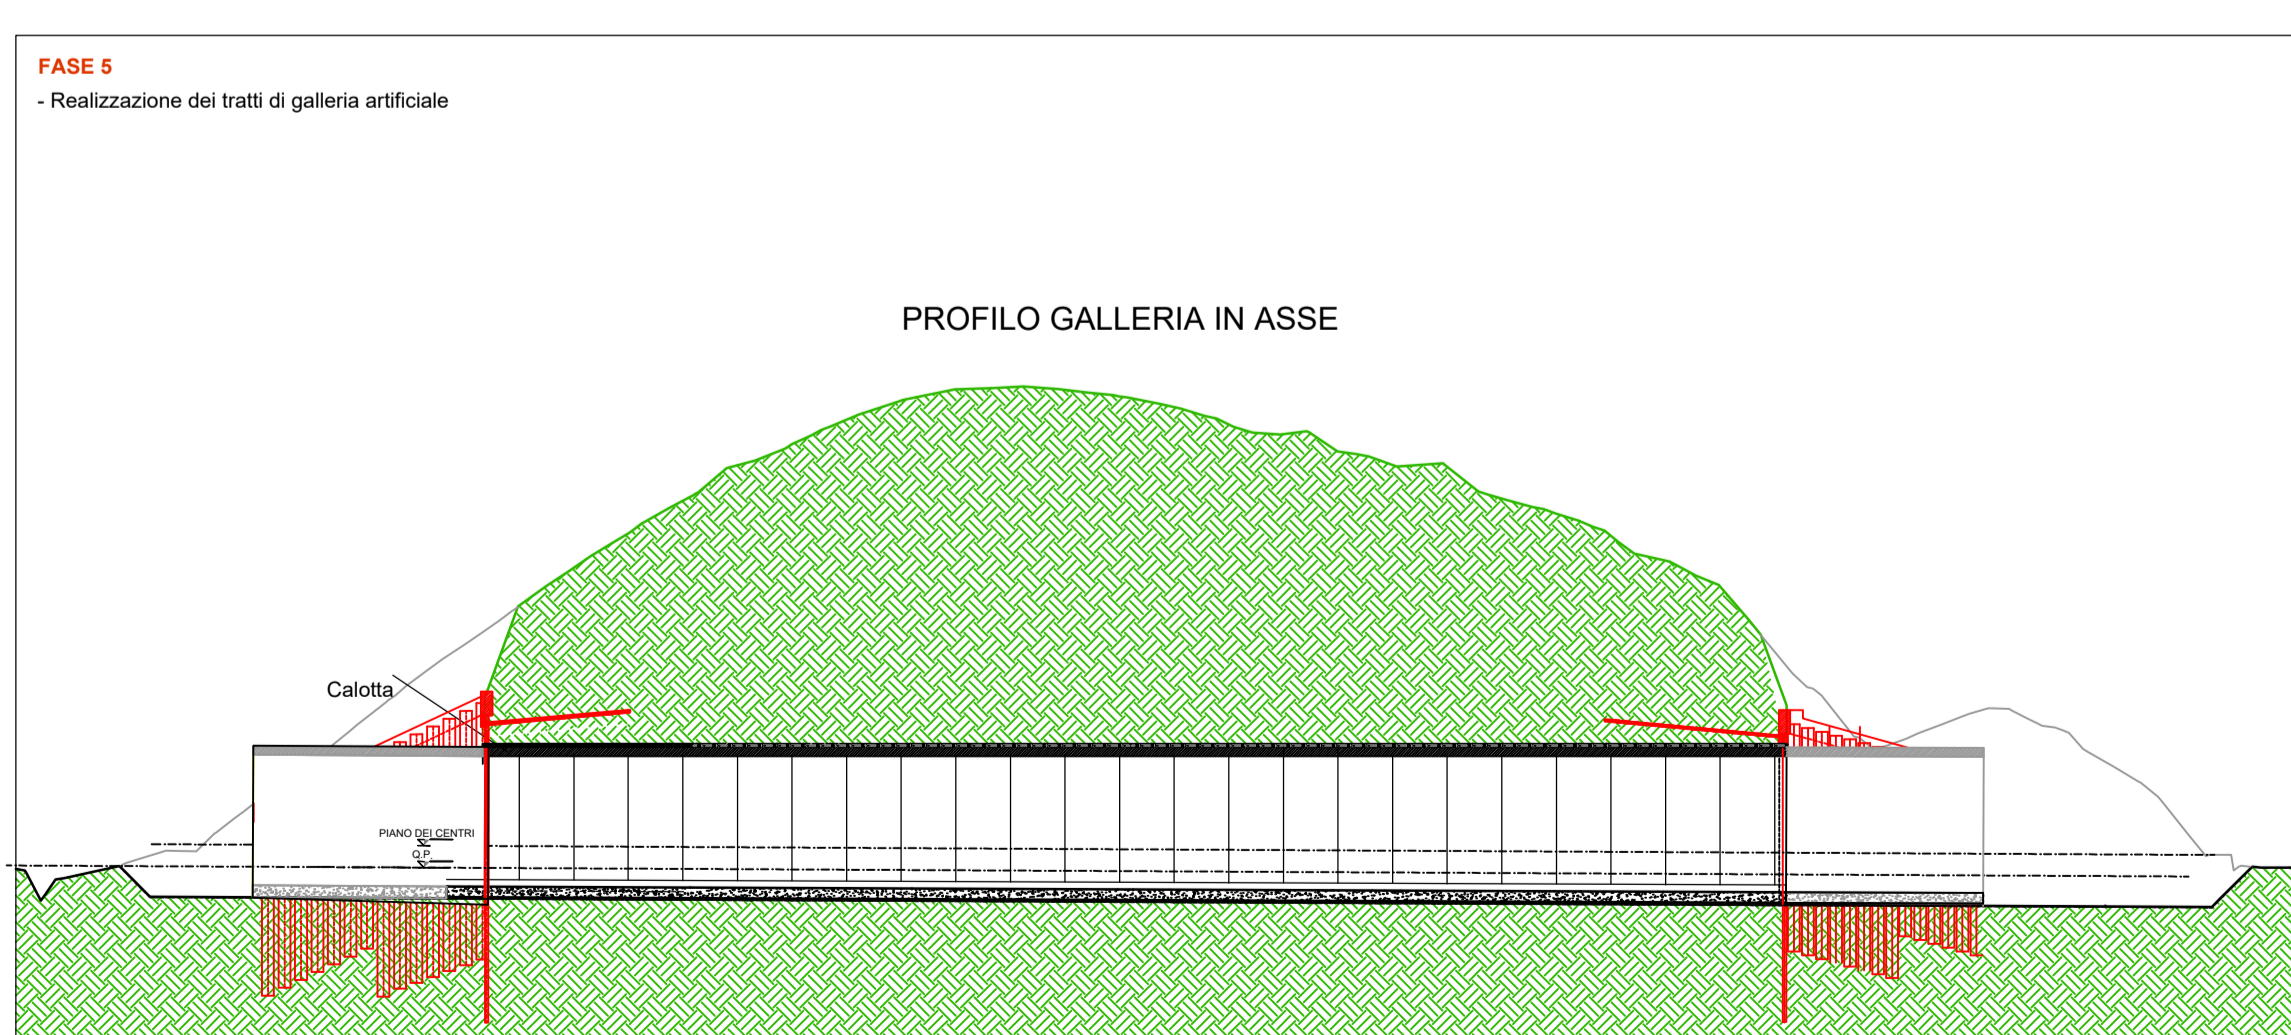 FASE 5
- Realizzazione dei tratti di galleria artificiale
PROFILO GALLERIA IN ASSE
Calotta
PIANO DEI CENTRI
Q.P.